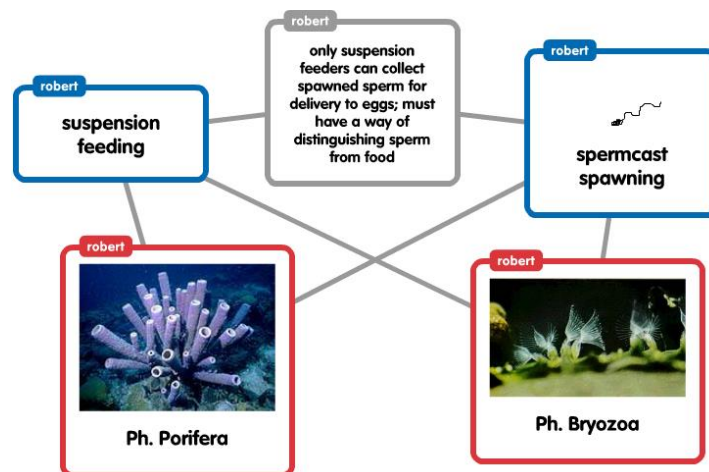 robert
only suspension
feeders can collect
spawned sperm for
delivery to eggs; must
have a way of
distinguishing sperm
from food
robert
suspension
feeding
robert
spermcast
spawning
robert
Ph. Porifera
robert
Ph. Bryozoa